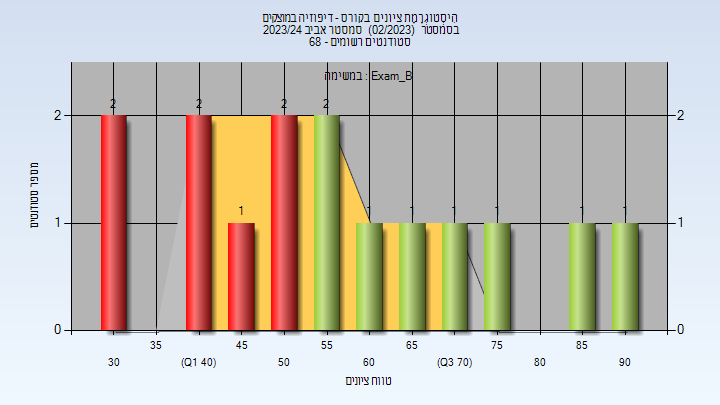 היסטוגרמת ציונים בקורס - דיפוזיה במוצקים
בסמסטר (02/2023) סמסטר אביב 2023/24
סטודנטים רשומים - 68
במשימה : Exam_B
2 2 2 2
1 1 1 1 1 1 1
2 2
1 1
0 0
מספר סטודנטים
35 45 55 65 75 85
30 (Q1 40) 50 60 (Q3 70) 80 90
טווח ציונים